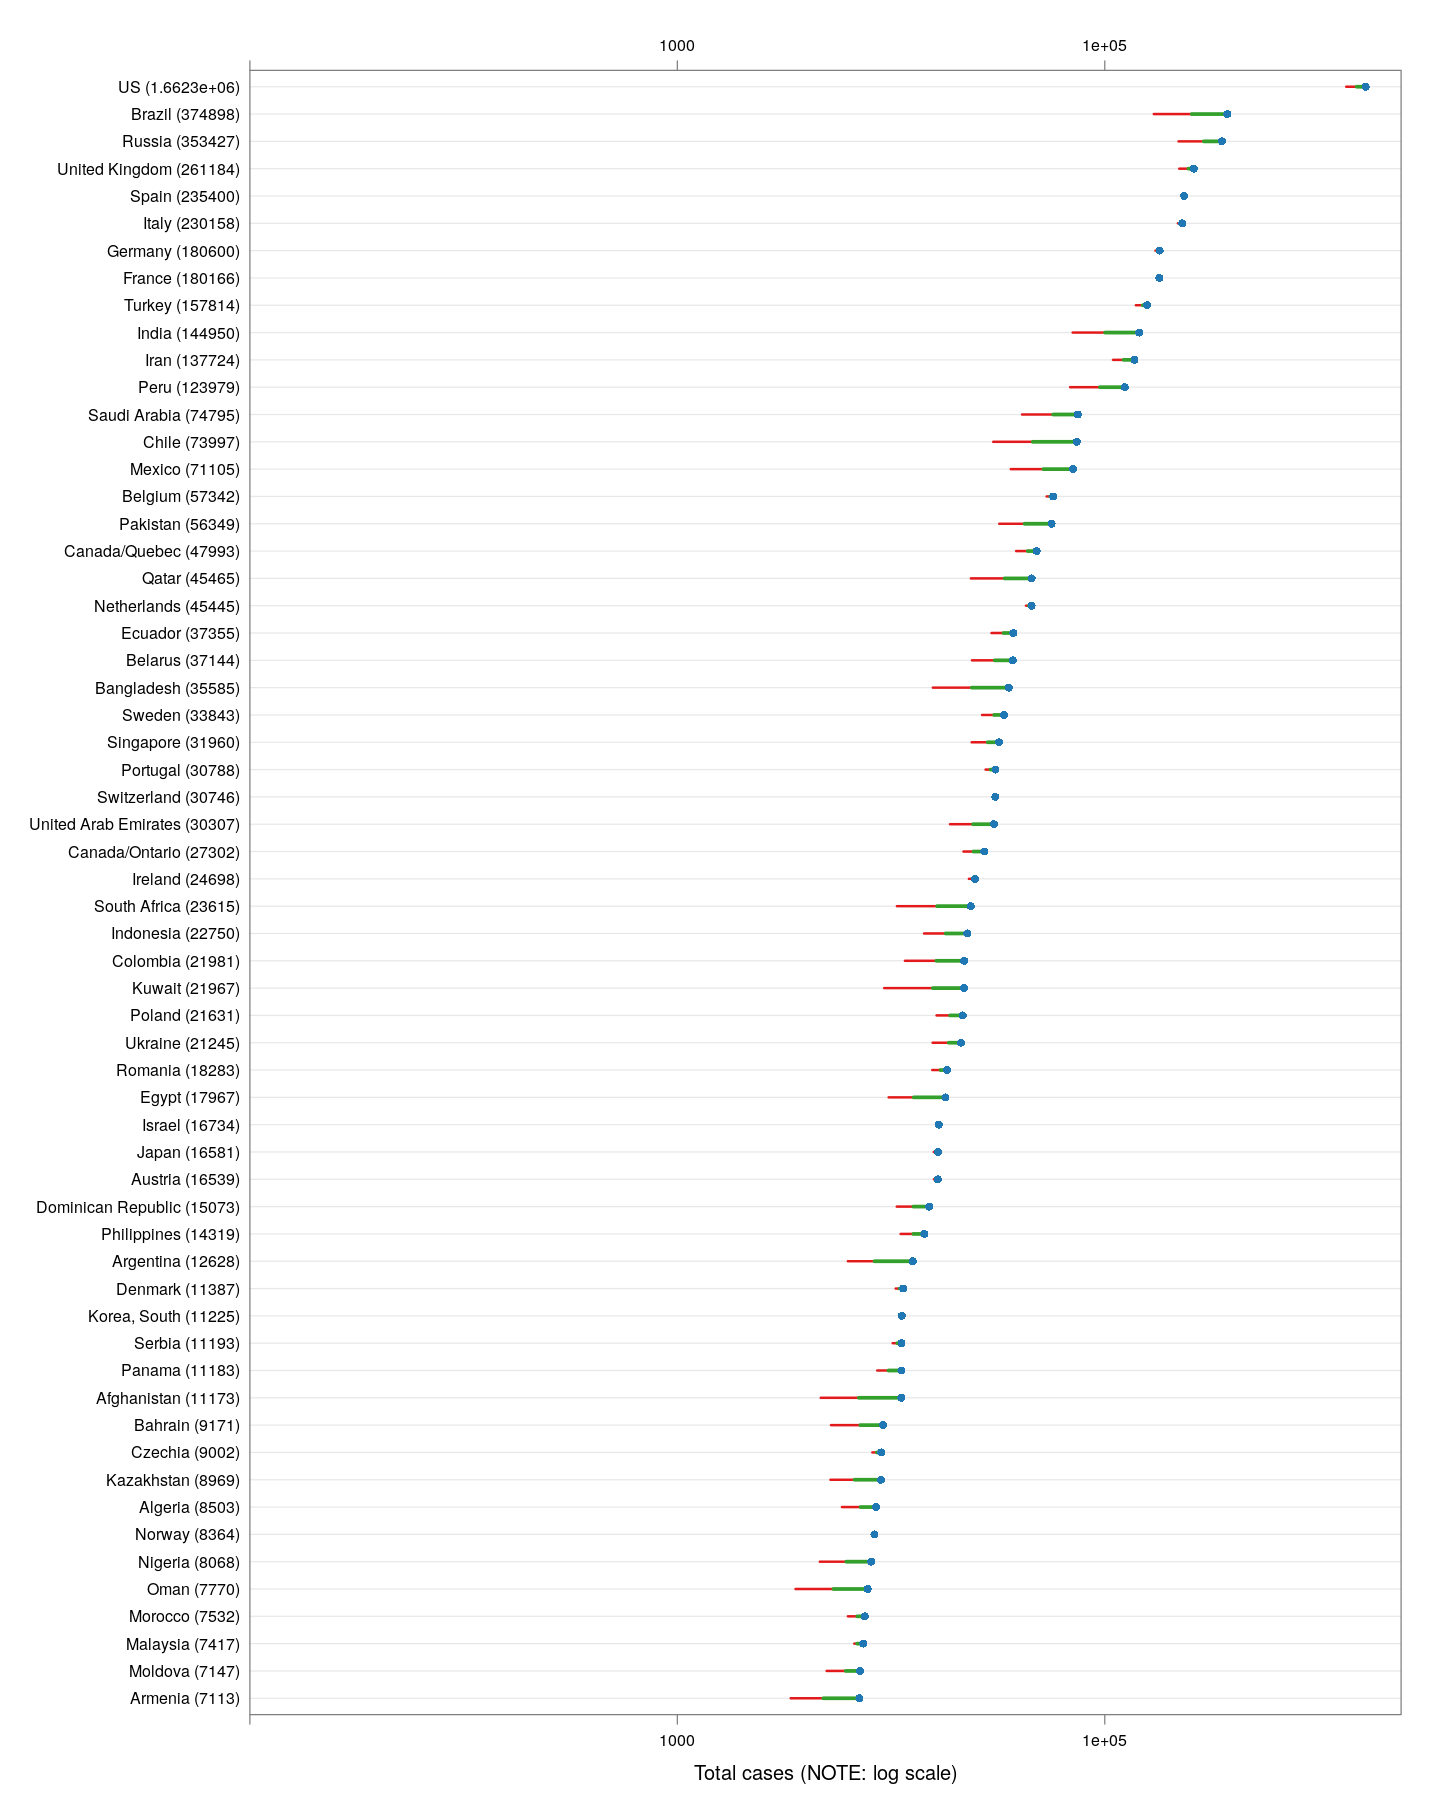 1000 1e+05
US (1.6623e+06)
Brazil (374898)
Russia (353427)
United Kingdom (261184)
Spain (235400)
Italy (230158)
Germany (180600)
France (180166)
Turkey (157814)
India (144950)
Iran (137724)
Peru (123979)
Saudi Arabia (74795)
Chile (73997)
Mexico (71105)
Belgium (57342)
Pakistan (56349)
Canada/Quebec (47993)
Qatar (45465)
Netherlands (45445)
Ecuador (37355)
Belarus (37144)
Bangladesh (35585)
Sweden (33843)
Singapore (31960)
Portugal (30788)
Switzerland (30746)
United Arab Emirates (30307)
Canada/Ontario (27302)
Ireland (24698)
South Africa (23615)
Indonesia (22750)
Colombia (21981)
Kuwait (21967)
Poland (21631)
Ukraine (21245)
Romania (18283)
Egypt (17967)
Israel (16734)
Japan (16581)
Austria (16539)
Dominican Republic (15073)
Philippines (14319)
Argentina (12628)
Denmark (11387)
Korea, South (11225)
Serbia (11193)
Panama (11183)
Afghanistan (11173)
Bahrain (9171)
Czechia (9002)
Kazakhstan (8969)
Algeria (8503)
Norway (8364)
Nigeria (8068)
Oman (7770)
Morocco (7532)
Malaysia (7417)
Moldova (7147)
Armenia (7113)
1000 1e+05
Total cases (NOTE: log scale)